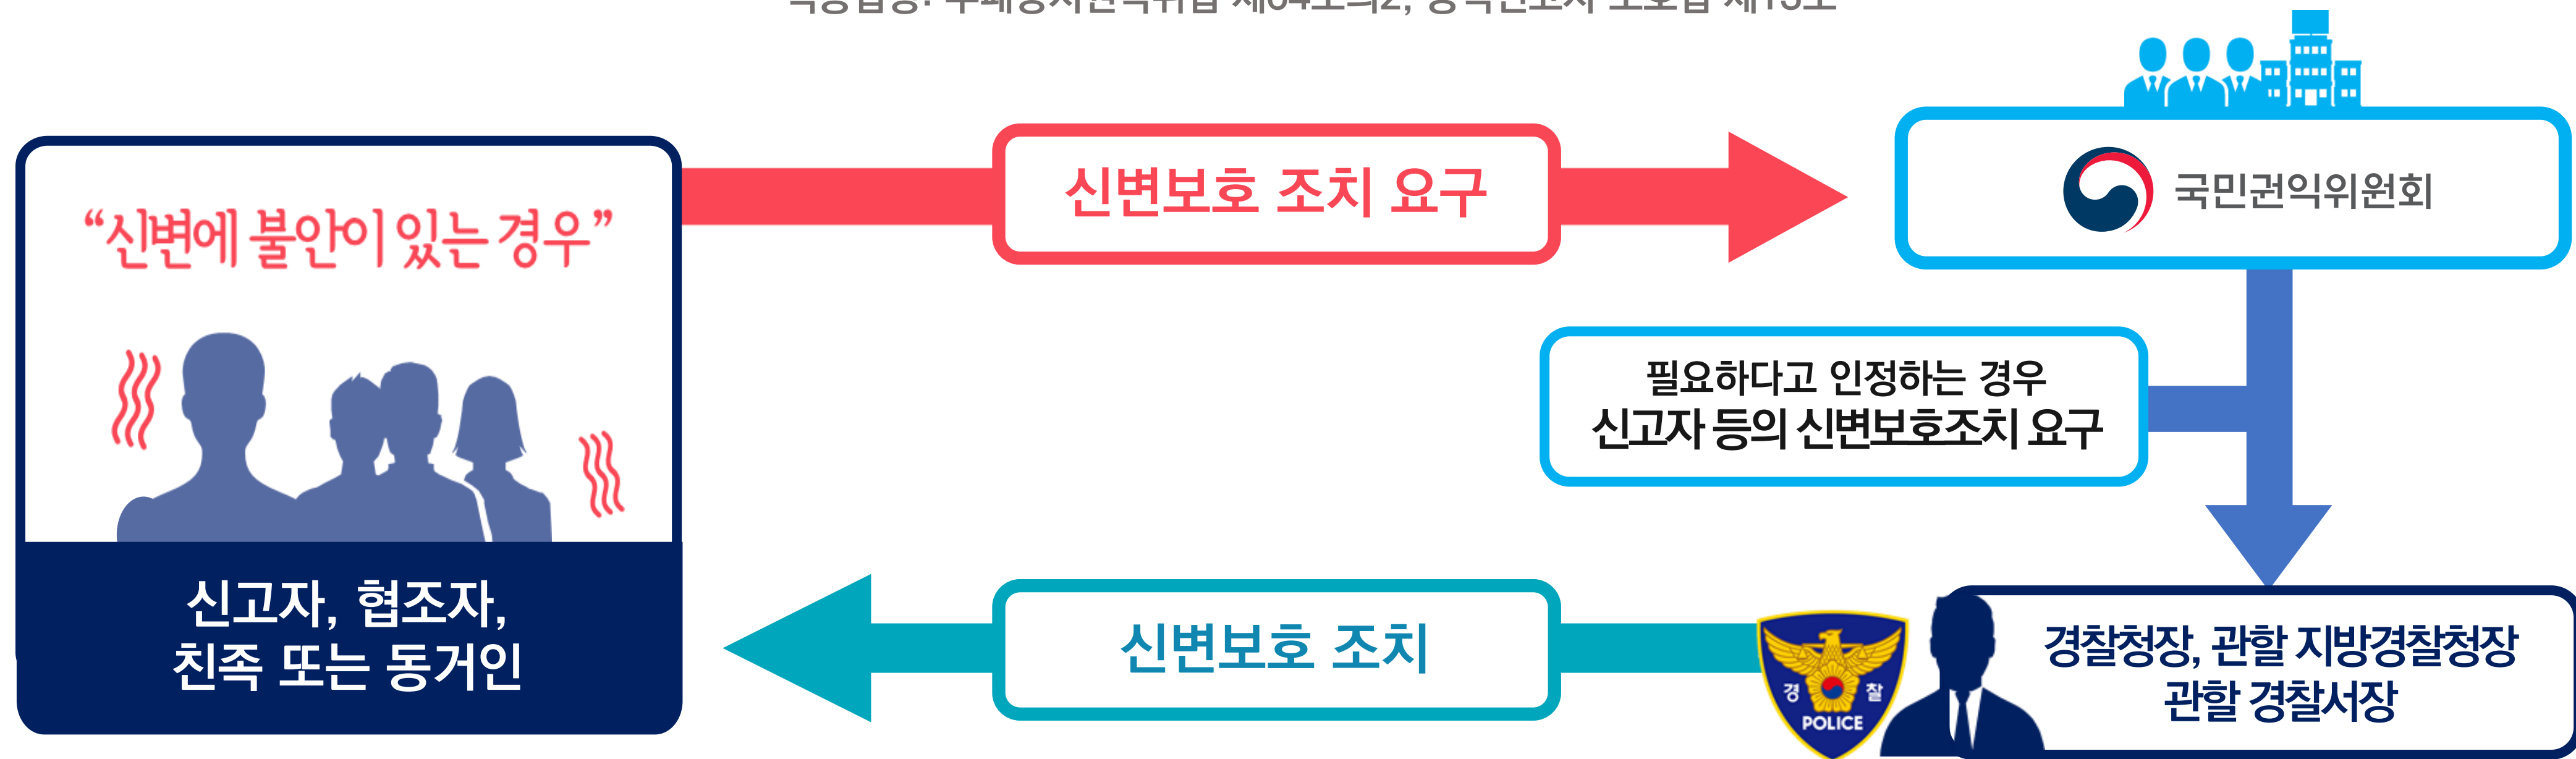 “신변에 불안이 있는 경우”
신고자, 협조자,
친족 또는 동거인
신변보호 조치 요구
국민권익위원회
필요하다고 인정하는 경우
신고자 등의 신변보호조치 요구
경찰청장, 관할 지방경찰청장
관할 경찰서장
경 찰
POLICE
신변보호 조치